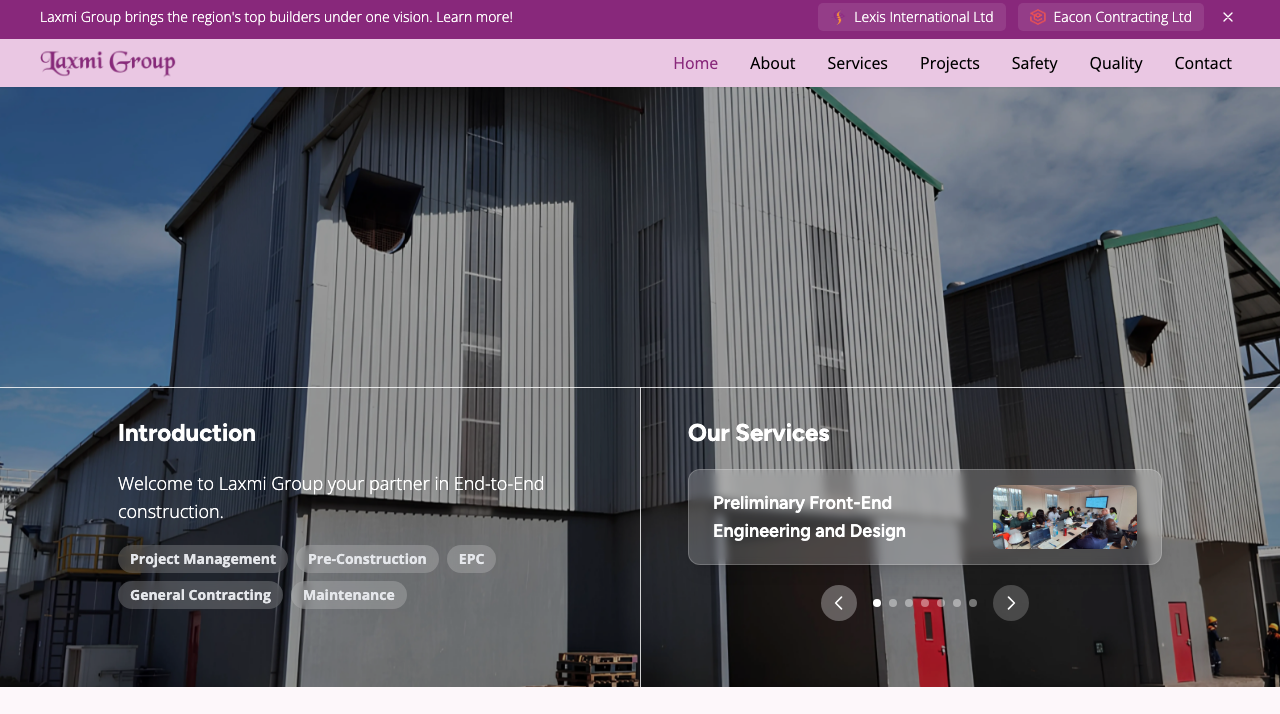 Laxmi Group brings the region's top builders under one vision. Learn more!
Lexis International Ltd
Eacon Contracting Ltd
Laxmi Group
Home
About
Services
Projects
Safety
Quality
Contact
Introduction
Welcome to Laxmi Group your partner in End-to-End
construction.
Project Management
Pre-Construction
EPC
General Contracting
Maintenance
Our Services
Preliminary Front-End
Engineering and Design